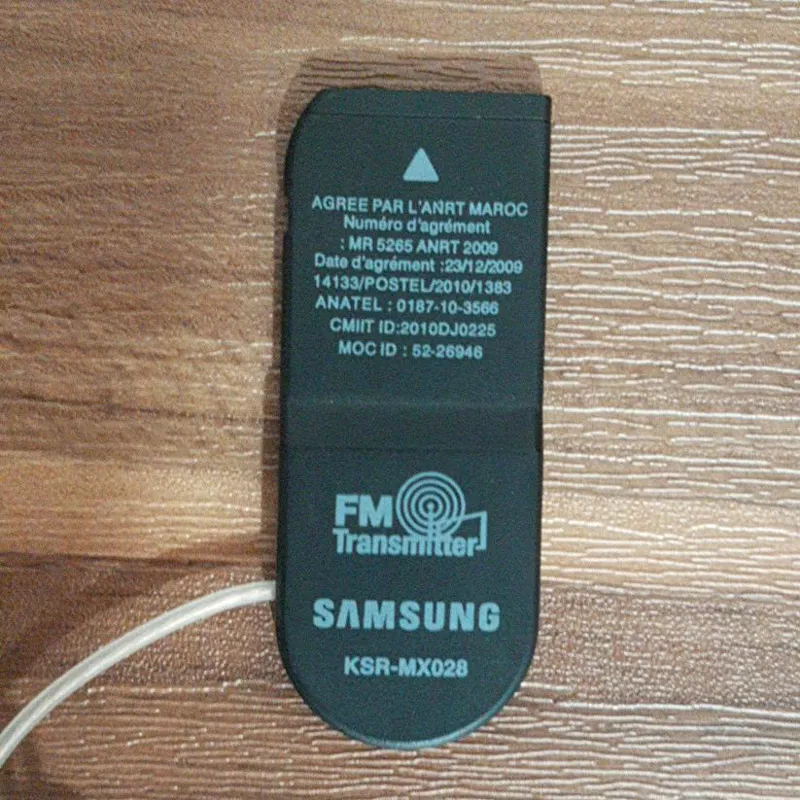 AGREE PAR L'ANRT MAROC
Numéro d'agrément
: MR 5265 ANRT 2009
Date d'agrément :23/12/2009
14133/POSTEL/2010/1383
ANATEL : 0187-10-3566
CMIIT ID:2010DJ0225
MOC ID : 52-26946
FM
Transmitter
SAMSUNG
KSR-MX028